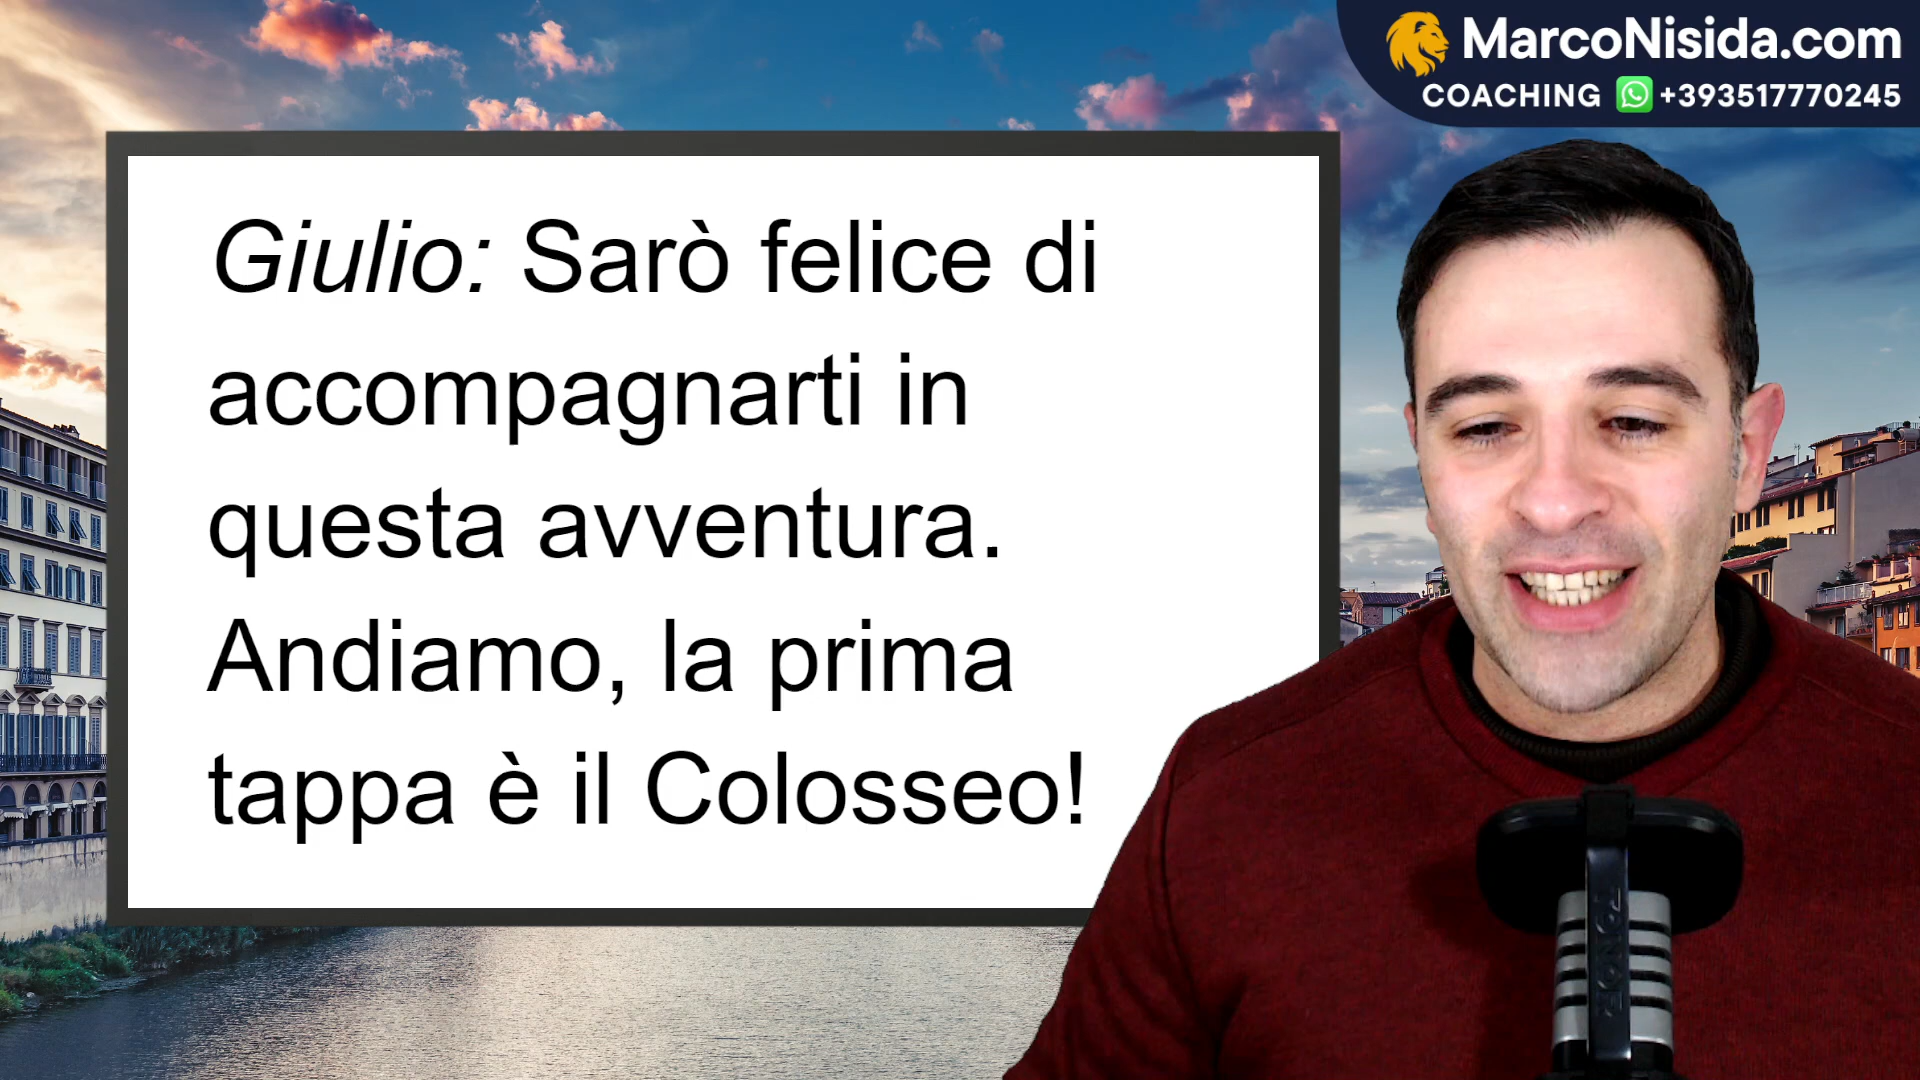 MarcoNisida.com
COACHING +393517770245
Giulio: Sarò felice di
accompagnarti in
questa avventura.
Andiamo, la prima
tappa è il Colosseo!